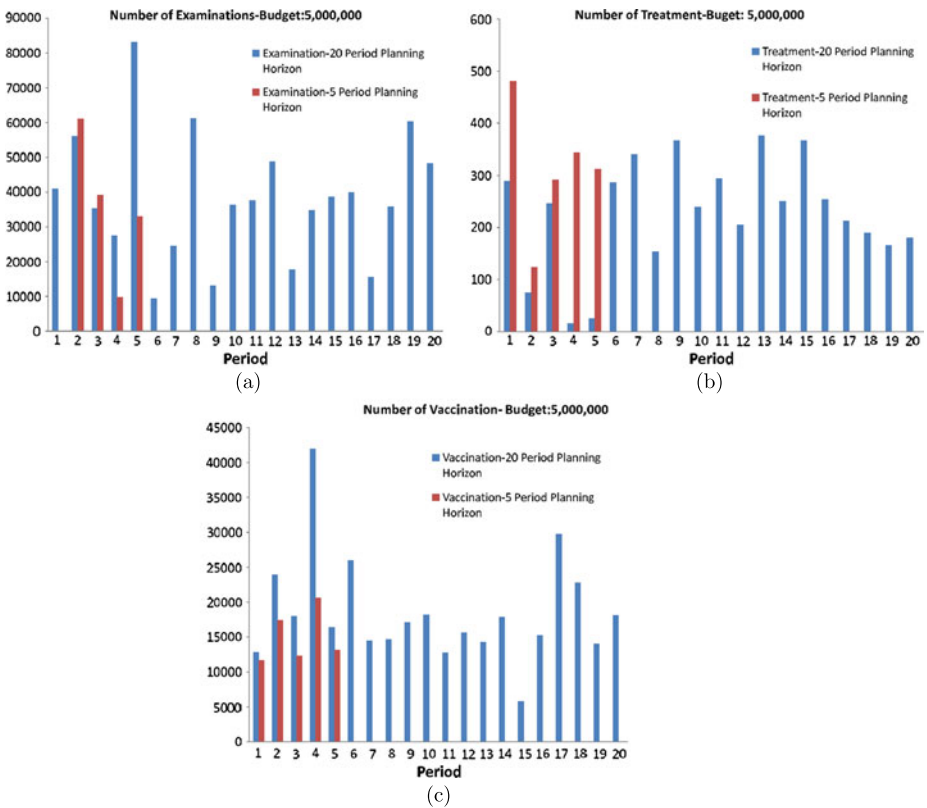 Number of Examinations-Budget:5,000,000
90000
80000
70000
60000
50000
40000
30000
20000
10000
0
Examination-20 Period Planning
Horizon
Examination-5 Period Planning
Horizon
1 2 3 4 5 6 7 8 9 10 11 12 13 14 15 16 17 18 19 20
Period
(a)
Number of Treatment-Buget: 5,000,000
600
500
400
300
200
100
0
Treatment-20 Period Planning
Horizon
Treatment-5 Period Planning
Horizon
1 2 3 4 5 6 7 8 9 10 11 12 13 14 15 16 17 18 19 20
Period
(b)
Number of Vaccination- Budget:5,000,000
45000
40000
35000
30000
25000
20000
15000
10000
5000
0
Vaccination-20 Period Planning
Horizon
Vaccination-5 Period Planning
Horizon
1 2 3 4 5 6 7 8 9 10 11 12 13 14 15 16 17 18 19 20
Period
(c)